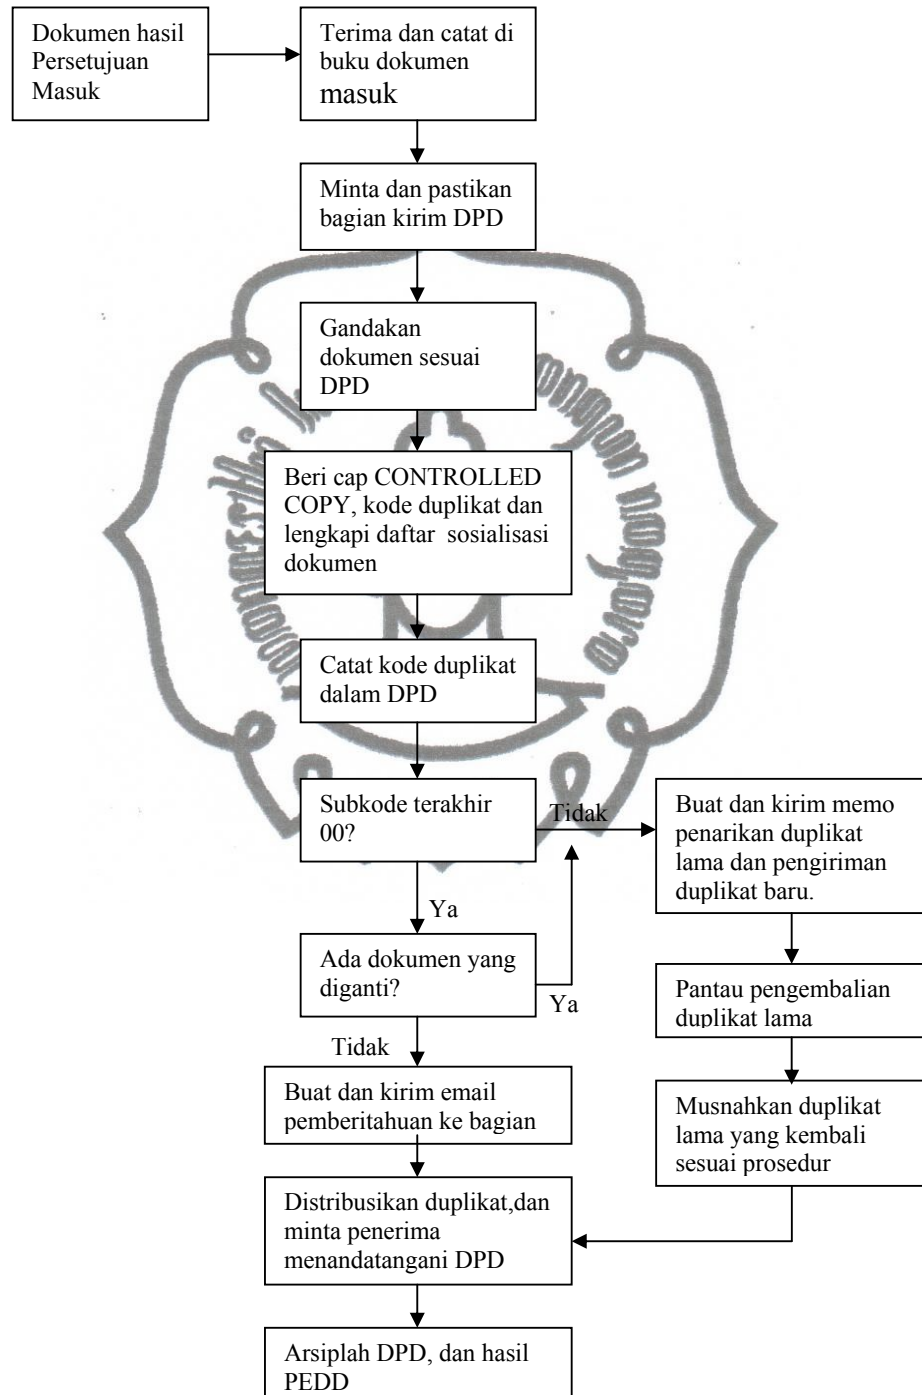 Dokumen hasil
Persetujuan
Masuk
Terima dan catat di
buku dokumen
masuk
Minta dan pastikan
bagian kirim DPD
Gandakan
dokumen sesuai
DPD
Beri cap CONTROLLED
COPY, kode duplikat dan
lengkapi daftar sosialisasi
dokumen
Catat kode duplikat
dalam DPD
Subkode terakhir
00?
Tidak
Buat dan kirim memo
penarikan duplikat
lama dan pengiriman
duplikat baru.
Ya
Ada dokumen yang
diganti?
Ya
Pantau pengembalian
duplikat lama
Tidak
Buat dan kirim email
pemberitahuan ke bagian
Musnahkan duplikat
lama yang kembali
sesuai prosedur
Distribusikan duplikat,dan
minta penerima
menandatangani DPD
Arsiplah DPD, dan hasil
PEDD